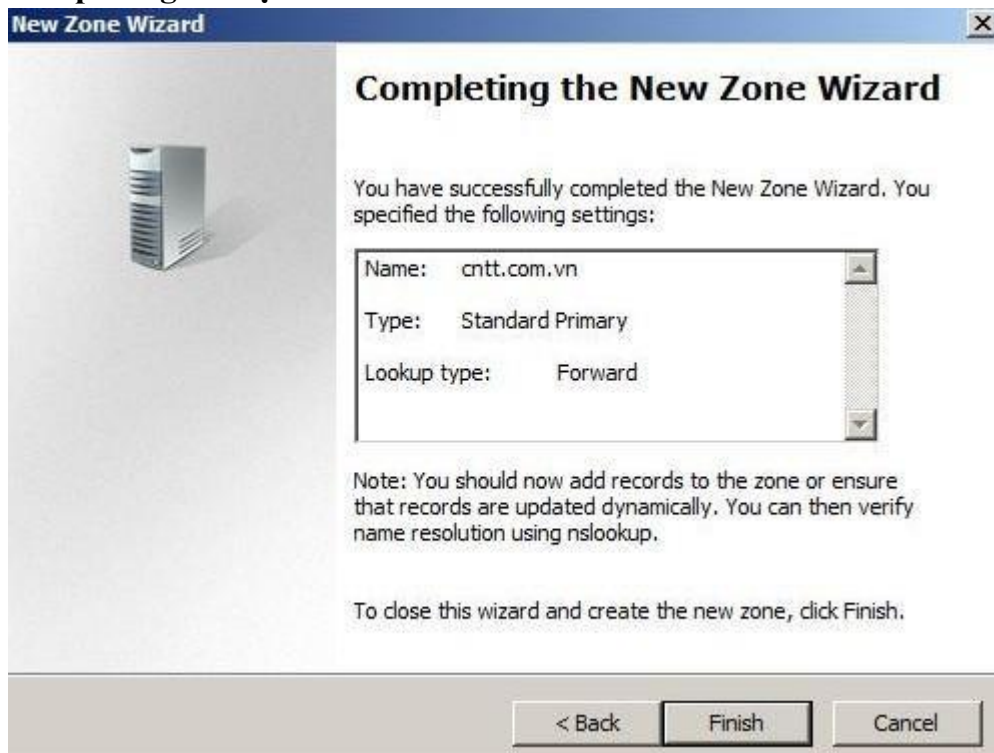 New Zone Wizard
Completing the New Zone Wizard
You have successfully completed the New Zone Wizard. You
specified the following settings:
Name: cntt.com.vn
Type: Standard Primary
Lookup type: Forward
Note: You should now add records to the zone or ensure
that records are updated dynamically. You can then verify
name resolution using nslookup.
To close this wizard and create the new zone, click Finish.
< Back Finish Cancel